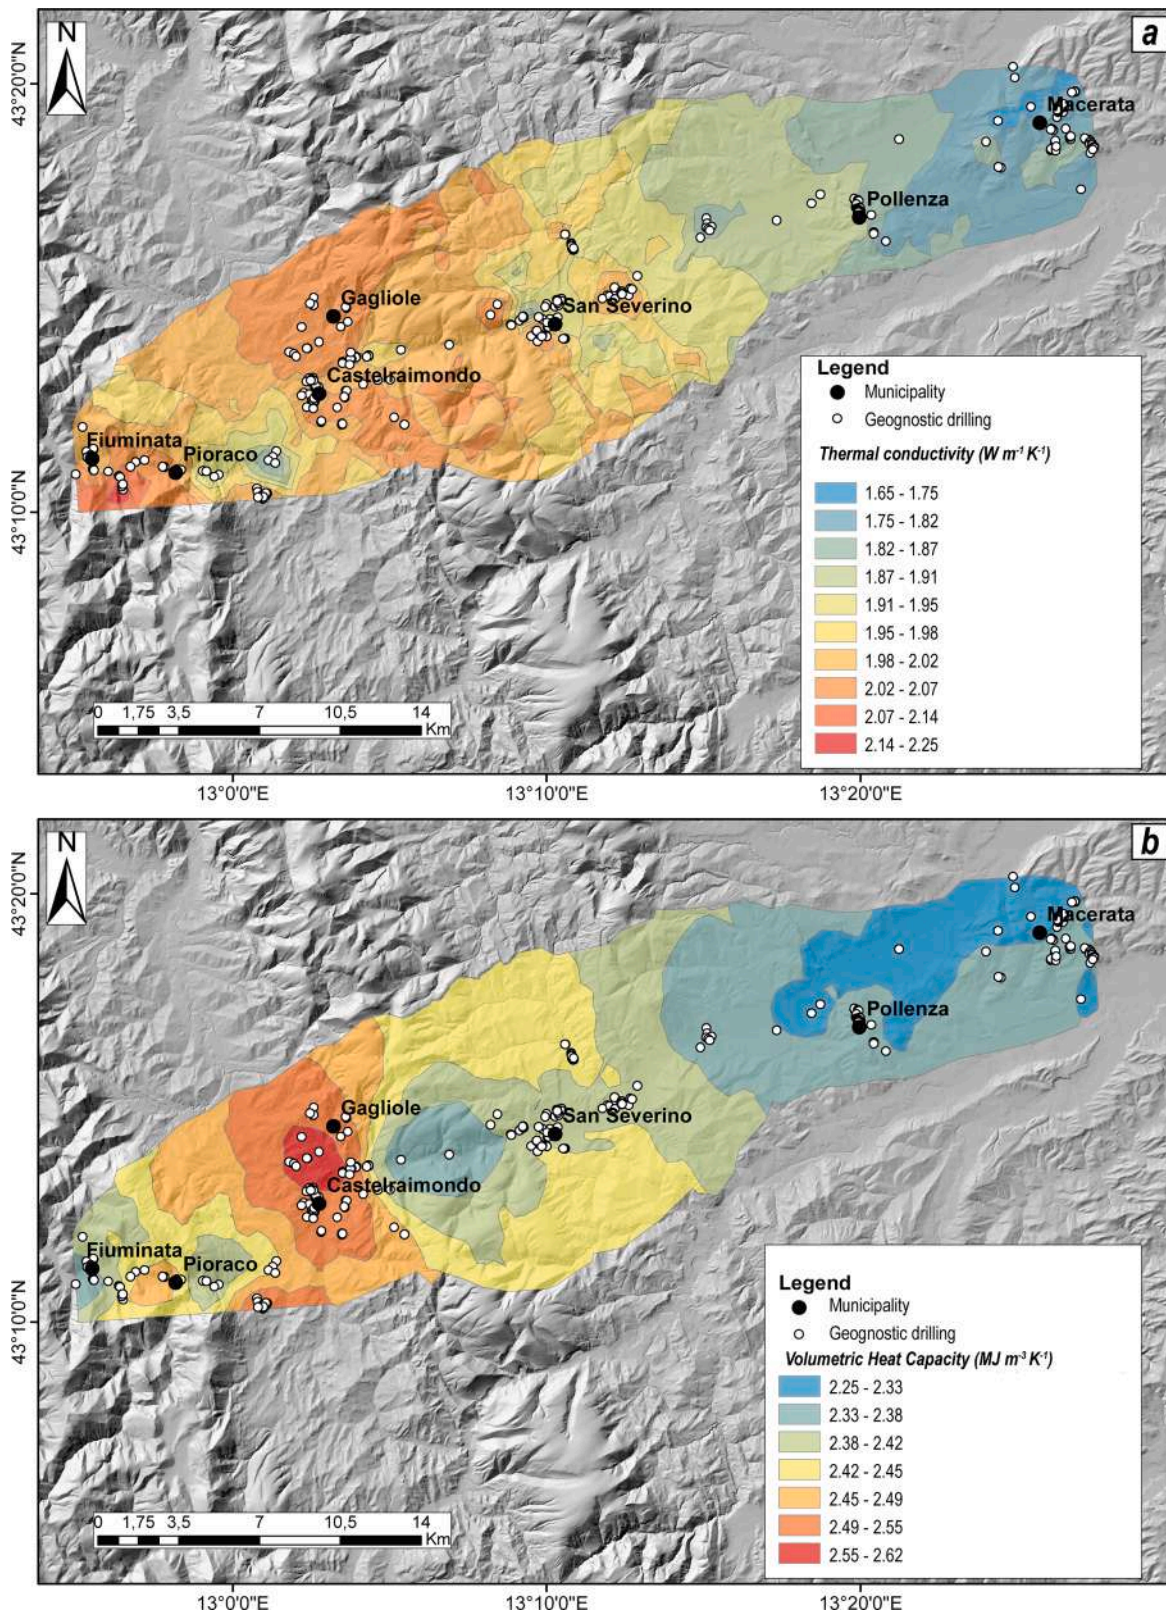 a
N
43°20'0"N
Macerata
Pollenza
Gagliole
San Severino
Castelraimondo
Fiuminata
Pioraco
43°10'0"N
Legend
Municipality
Geognostic drilling
Thermal conductivity (W m⁻¹ K⁻¹)
1.65 - 1.75
1.75 - 1.82
1.82 - 1.87
1.87 - 1.91
1.91 - 1.95
1.95 - 1.98
1.98 - 2.02
2.02 - 2.07
2.07 - 2.14
2.14 - 2.25
0 1,75 3,5 7 10,5 14
Km
13°0'0"E 13°10'0"E 13°20'0"E
b
N
43°20'0"N
Macerata
Pollenza
Gagliole
San Severino
Castelraimondo
Fiuminata
Pioraco
43°10'0"N
Legend
Municipality
Geognostic drilling
Volumetric Heat Capacity (MJ m⁻³ K⁻¹)
2.25 - 2.33
2.33 - 2.38
2.38 - 2.42
2.42 - 2.45
2.45 - 2.49
2.49 - 2.55
2.55 - 2.62
0 1,75 3,5 7 10,5 14
Km
13°0'0"E 13°10'0"E 13°20'0"E